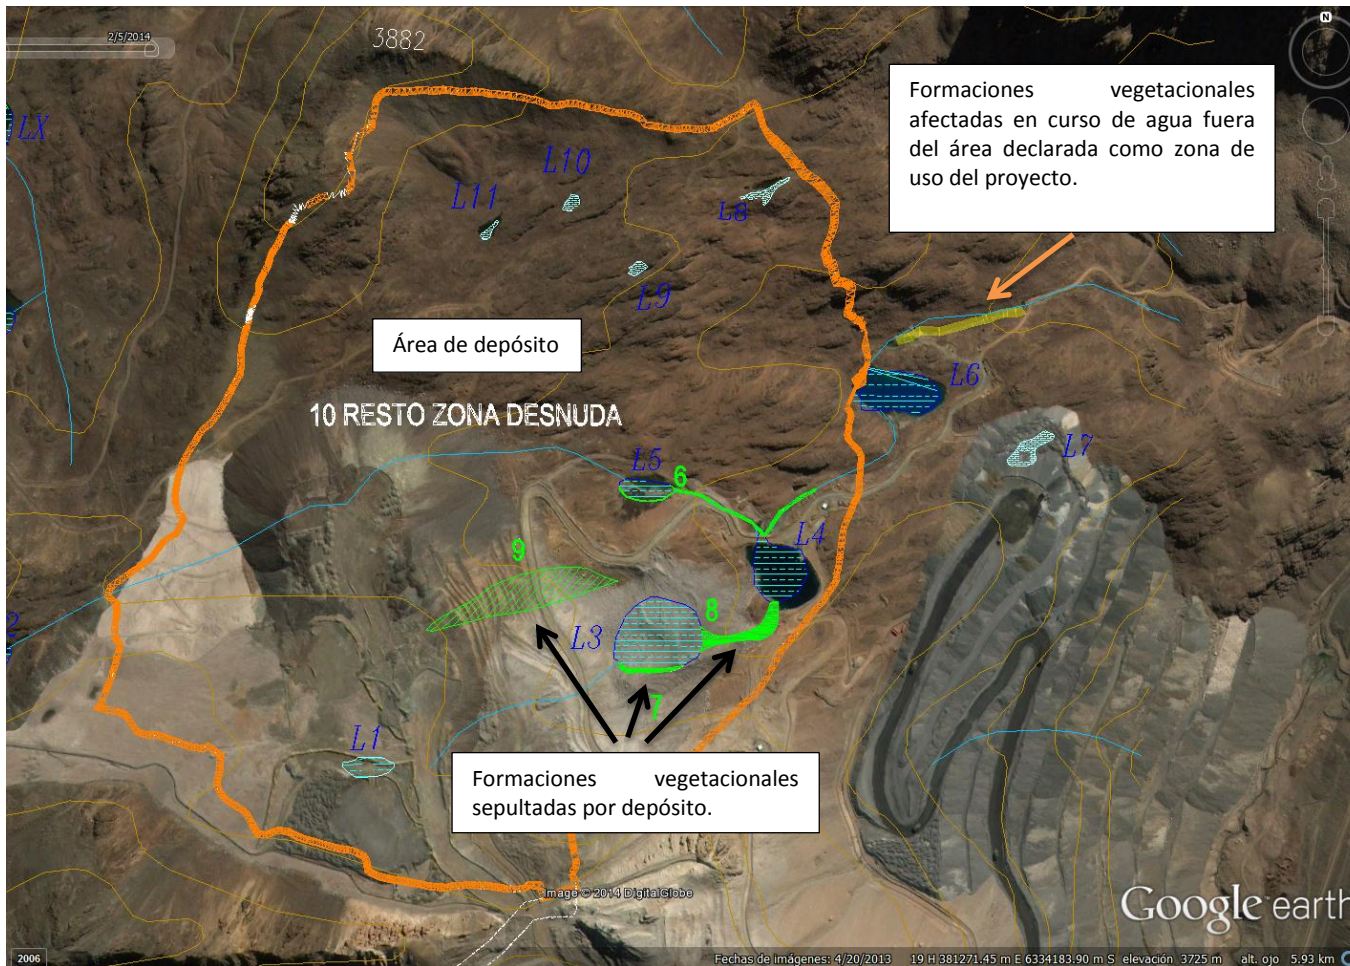 2/5/2014
3882
N
Formaciones vegetacionales
afectadas en curso de agua fuera
del área declarada como zona de
uso del proyecto.
LX
L10
L11
L8
L9
Área de depósito
L6
10 RESTO ZONA DESNUDA
L7
L5
6
L4
9
8
L3
2
7
L1
Formaciones vegetacionales
sepultadas por depósito.
Image © 2014 DigitalGlobe
Google earth
2006
Fechas de imágenes: 4/20/2013 19 H 381271.45 m E 6334183.90 m S elevación 3725 m alt. ojo 5.93 km